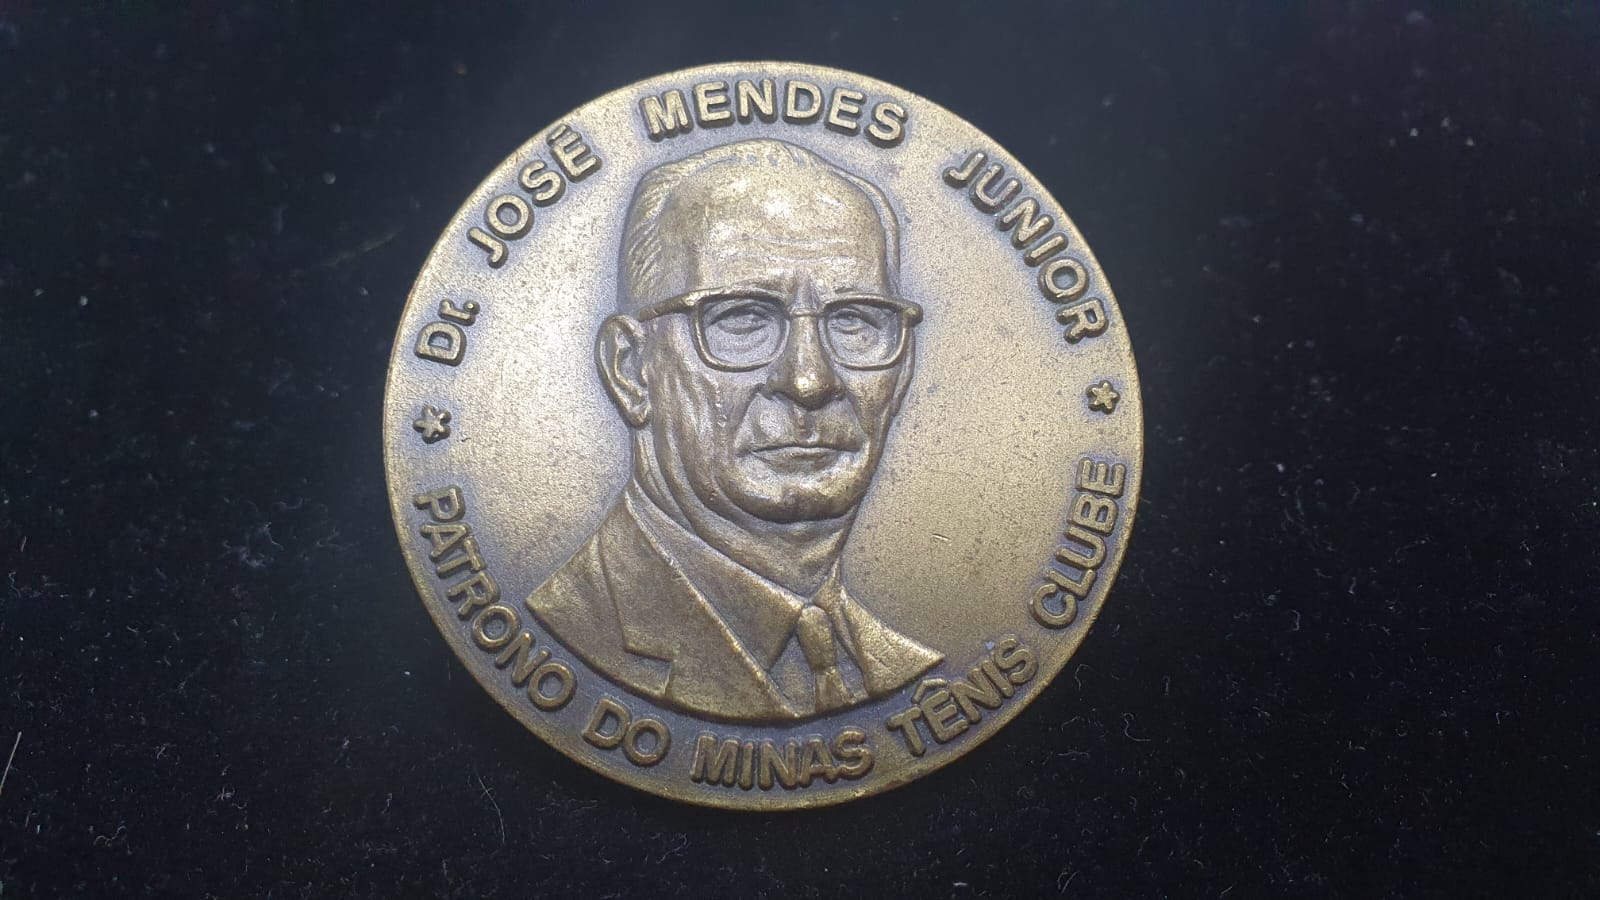 * Dr. JOSÉ MENDES JUNIOR *
PATRONO DO MINAS TÊNIS CLUBE